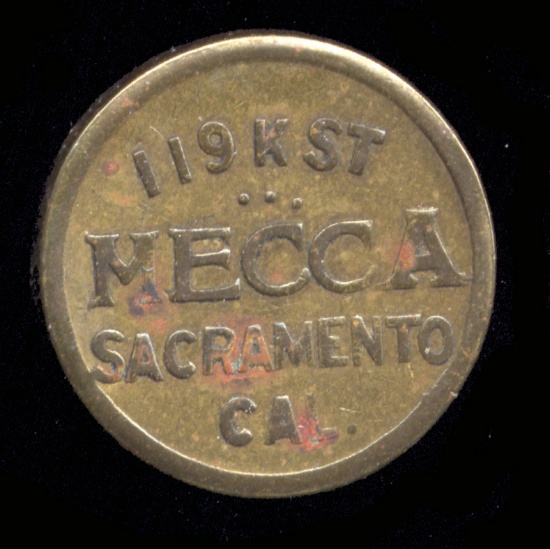 119 K ST
...
MECCA
SACRAMENTO
CAL.